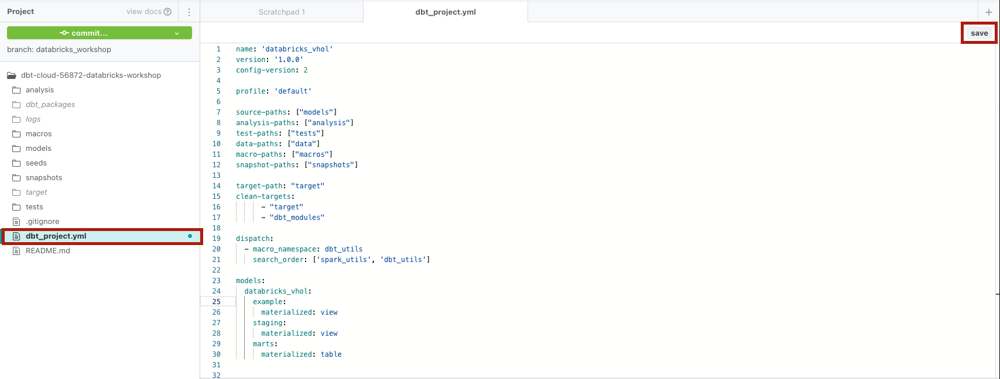 Project
view docs
commit...
branch: databricks_workshop
dbt-cloud-56872-databricks-workshop
analysis
dbt_packages
logs
macros
models
seeds
snapshots
target
tests
.gitignore
dbt_project.yml
README.md
Scratchpad 1
dbt_project.yml
save
1 name: 'databricks_vhol'
2 version: '1.0.0'
3 config-version: 2
4
5 profile: 'default'
6
7 source-paths: ["models"]
8 analysis-paths: ["analysis"]
9 test-paths: ["tests"]
10 data-paths: ["data"]
11 macro-paths: ["macros"]
12 snapshot-paths: ["snapshots"]
13
14 target-path: "target"
15 clean-targets:
16       - "target"
17       - "dbt_modules"
18
19 dispatch:
20   - macro_namespace: dbt_utils
21     search_order: ['spark_utils', 'dbt_utils']
22
23 models:
24   databricks_vhol:
25     example:
26       materialized: view
27     staging:
28       materialized: view
29     marts:
30       materialized: table
31
32